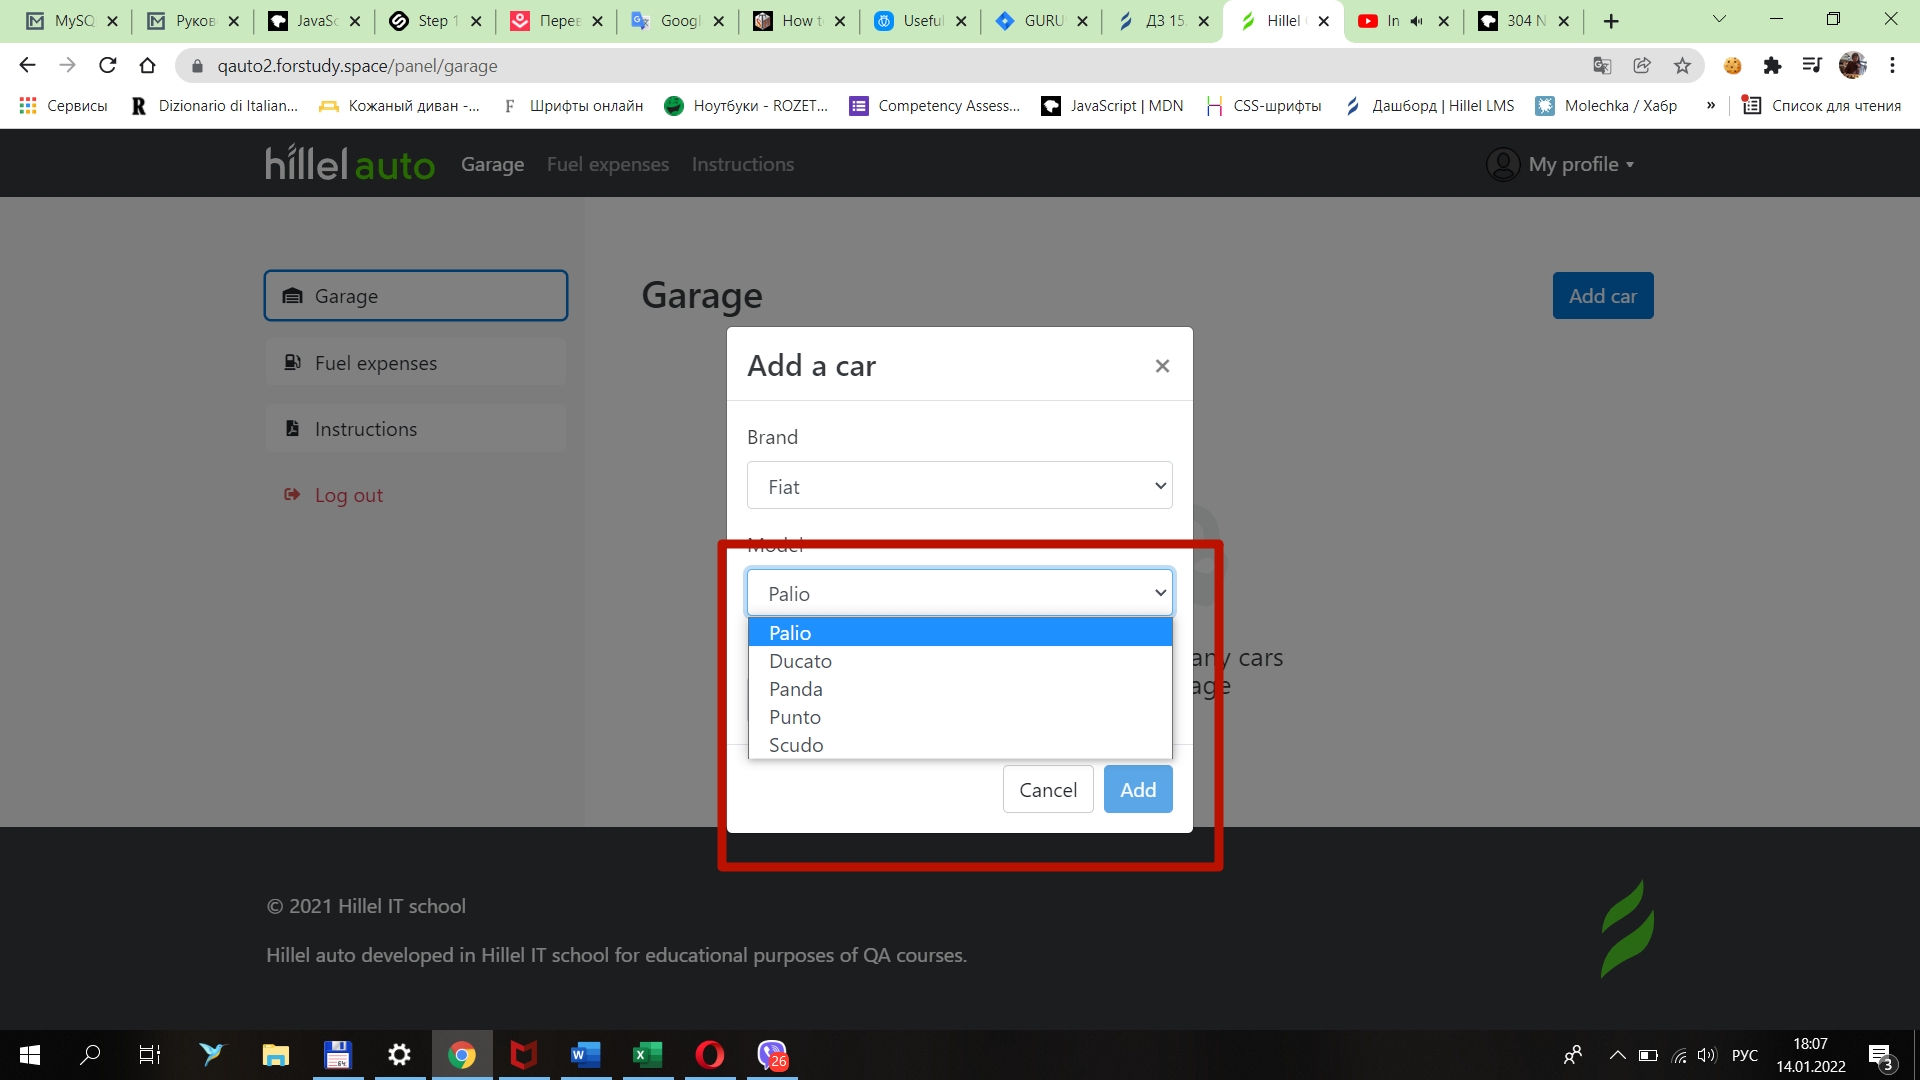 MySQ
Руков
JavaSc
Step 1
Перев
Googl
How t
Useful
GURU
ДЗ 15.
Hillel
In
304 N
qauto2.forstudy.space/panel/garage
Сервисы
Dizionario di Italian...
Кожаный диван -...
Шрифты онлайн
Ноутбуки - ROZET...
Competency Assess...
JavaScript | MDN
CSS-шрифты
Дашборд | Hillel LMS
Molechka / Хабр
»
Список для чтения
hillel auto
Garage
Fuel expenses
Instructions
My profile
Garage
Fuel expenses
Instructions
Log out
Garage
Add car
Add a car
Brand
Fiat
Model
Palio
Palio
Ducato
Panda
Punto
Scudo
any cars
age
Cancel
Add
© 2021 Hillel IT school
Hillel auto developed in Hillel IT school for educational purposes of QA courses.
64
26
РУС
18:07
14.01.2022
3